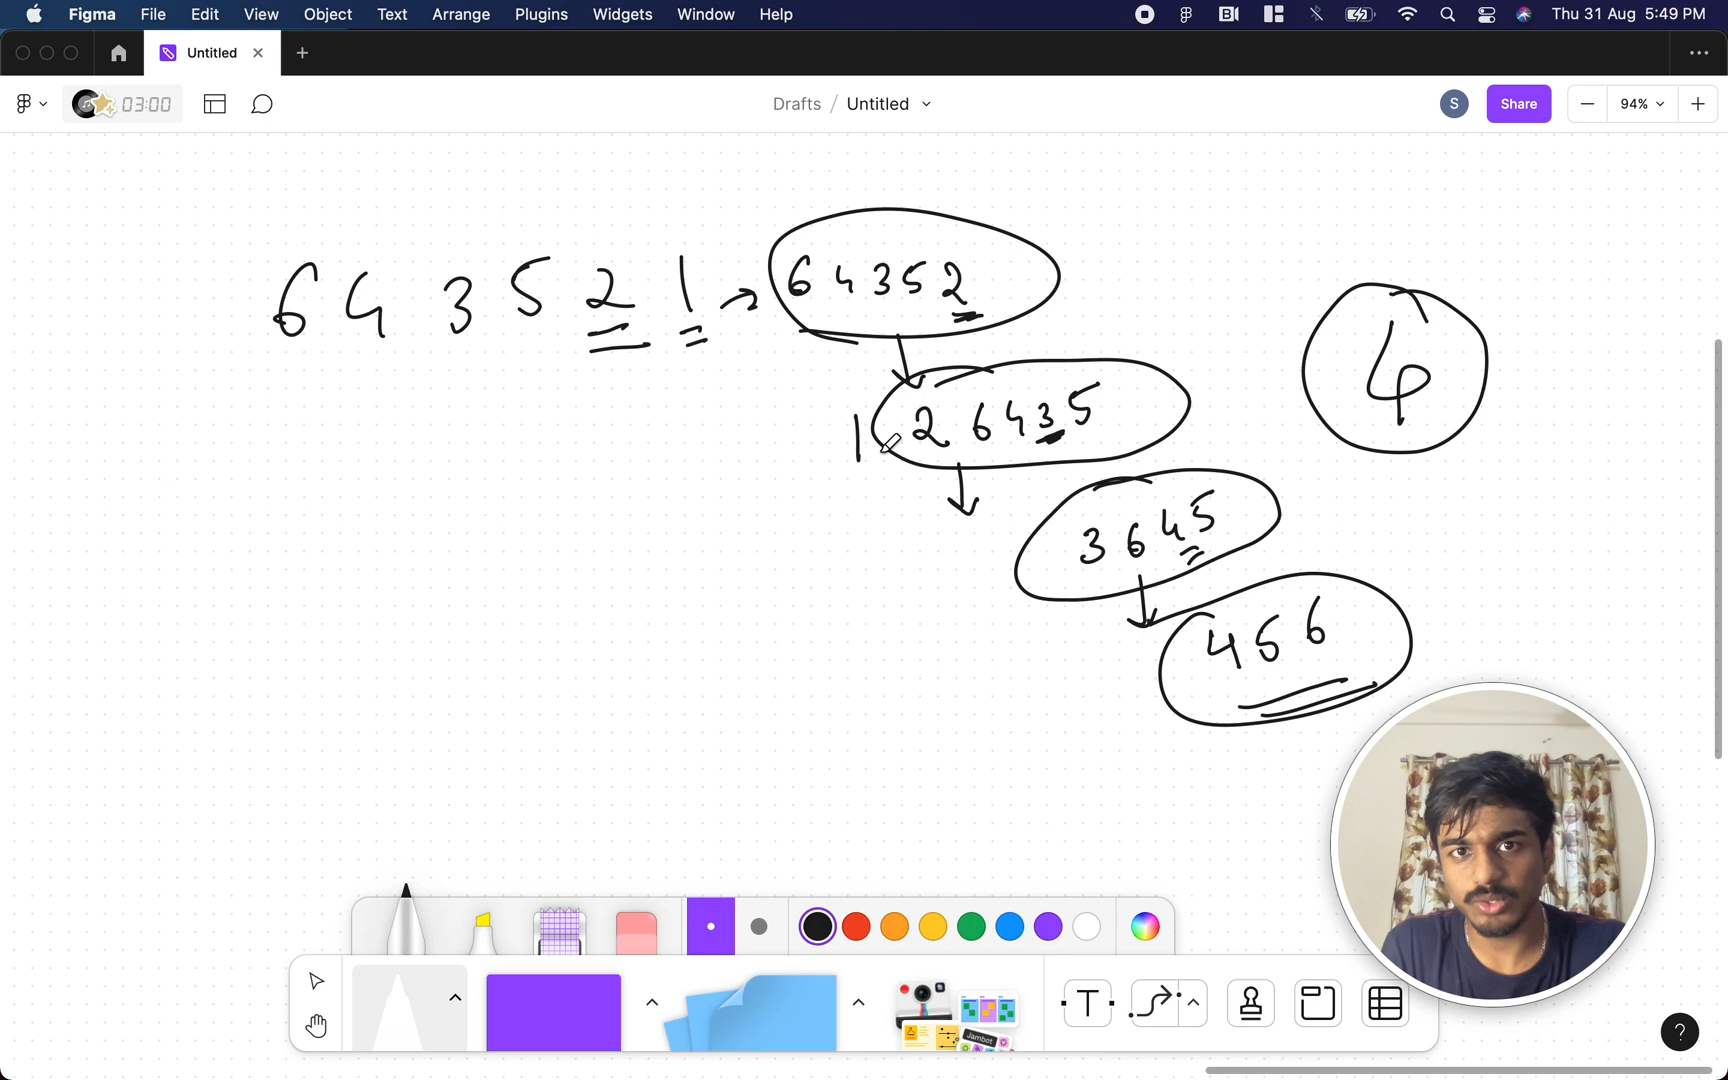 Figma File Edit View Object Text Arrange Plugins Widgets Window Help Thu 31 Aug 5:49 PM
Untitled
03:00 Drafts / Untitled S Share 94%
6 4 3 5 2 1 → 6 4 3 5 2
4
1 2 6 4 3 5
3 6 4 5
4 5 6
T
Jambot
?